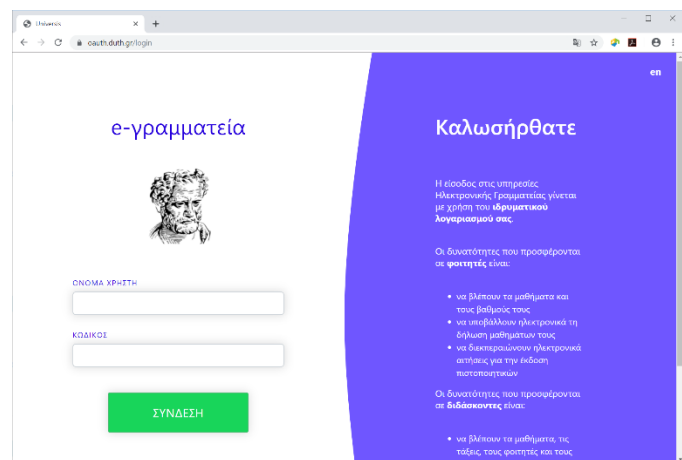 Universis
oauth.duth.gr/login
en
e-γραμματεία
ΟΝΟΜΑ ΧΡΗΣΤΗ
ΚΩΔΙΚΟΣ
ΣΥΝΔΕΣΗ
Καλωσήρθατε
Η είσοδος στις υπηρεσίες
Ηλεκτρονικής Γραμματείας γίνεται
με χρήση του ιδρυματικού
λογαριασμού σας.
Οι δυνατότητες που προσφέρονται
σε φοιτητές είναι:
• να βλέπουν τα μαθήματα και
τους βαθμούς τους
• να υποβάλλουν ηλεκτρονικά τη
δήλωση μαθημάτων τους
• να διεκπεραιώνουν ηλεκτρονικά
αιτήσεις για την έκδοση
πιστοποιητικών
Οι δυνατότητες που προσφέρονται
σε διδάσκοντες είναι:
• να βλέπουν τα μαθήματα, τις
τάξεις, τους φοιτητές και τους